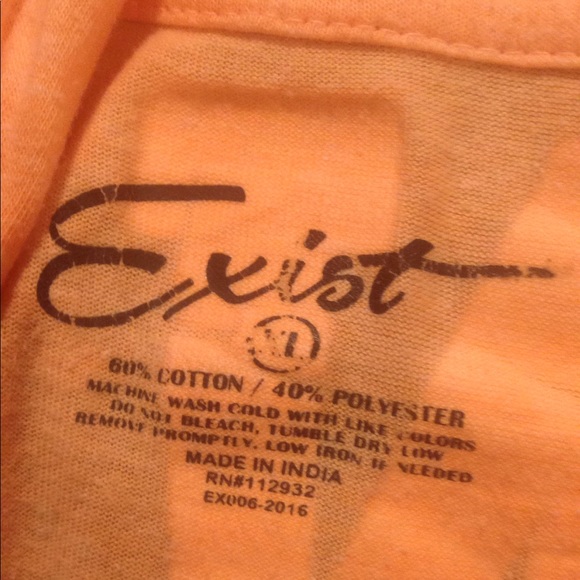 Exist
XL
60% COTTON / 40% POLYESTER
MACHINE WASH COLD WITH LIKE COLORS
DO NOT BLEACH, TUMBLE DRY LOW
REMOVE PROMPTLY, LOW IRON IF NEEDED
MADE IN INDIA
RN#112932
EX006-2016